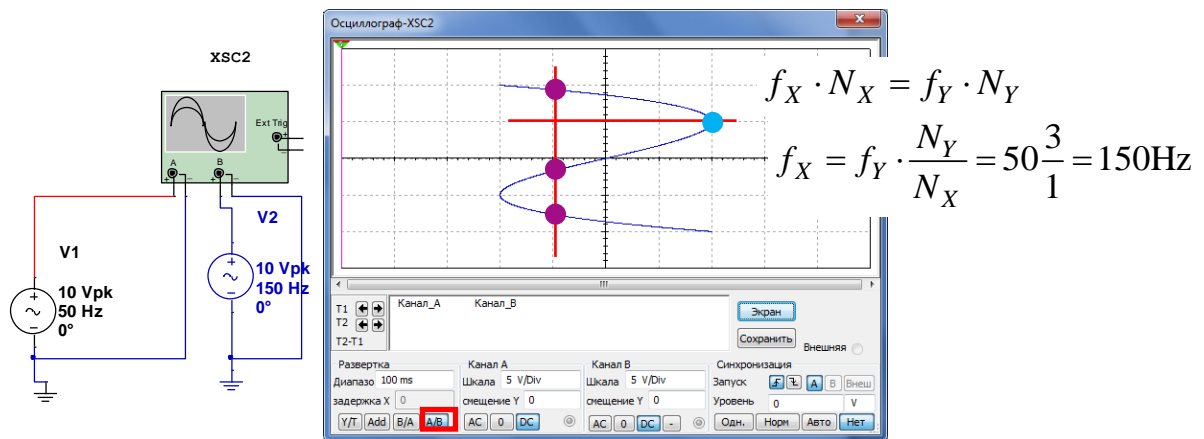 XSC2
Ext Trig
+
–
A
B
+
–
+
–
V1
10 Vpk
50 Hz
0°
+
–
V2
10 Vpk
150 Hz
0°
+
–
Осциллограф-XSC2
x
f_X · N_X = f_Y · N_Y
f_X = f_Y · N_Y / N_X = 50 3/1 = 150Hz
T1
T2
T2-T1
Канал_А
Канал_В
Экран
Сохранить
Внешняя
Развертка
Диапазо 100 ms
задержка X 0
Y/T Add B/A A/B
Канал А
Шкала 5 V/Div
смещение Y 0
AC 0 DC
Канал В
Шкала 5 V/Div
смещение Y 0
AC 0 DC -
Синхронизация
Запуск A B Внеш
Уровень 0 V
Одн. Норм Авто Нет